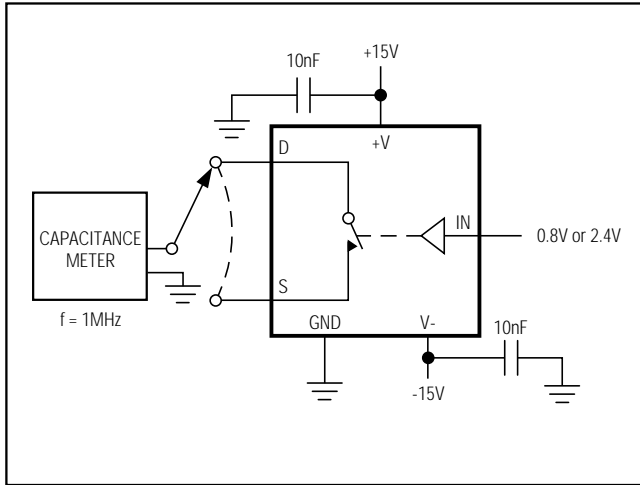 +15V
10nF
+V
D
CAPACITANCE
METER
IN
0.8V or 2.4V
S
f = 1MHz
GND
V-
10nF
-15V